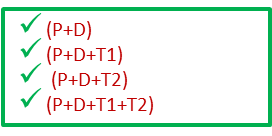 ✓ (P+D)
✓ (P+D+T1)
✓ (P+D+T2)
✓ (P+D+T1+T2)